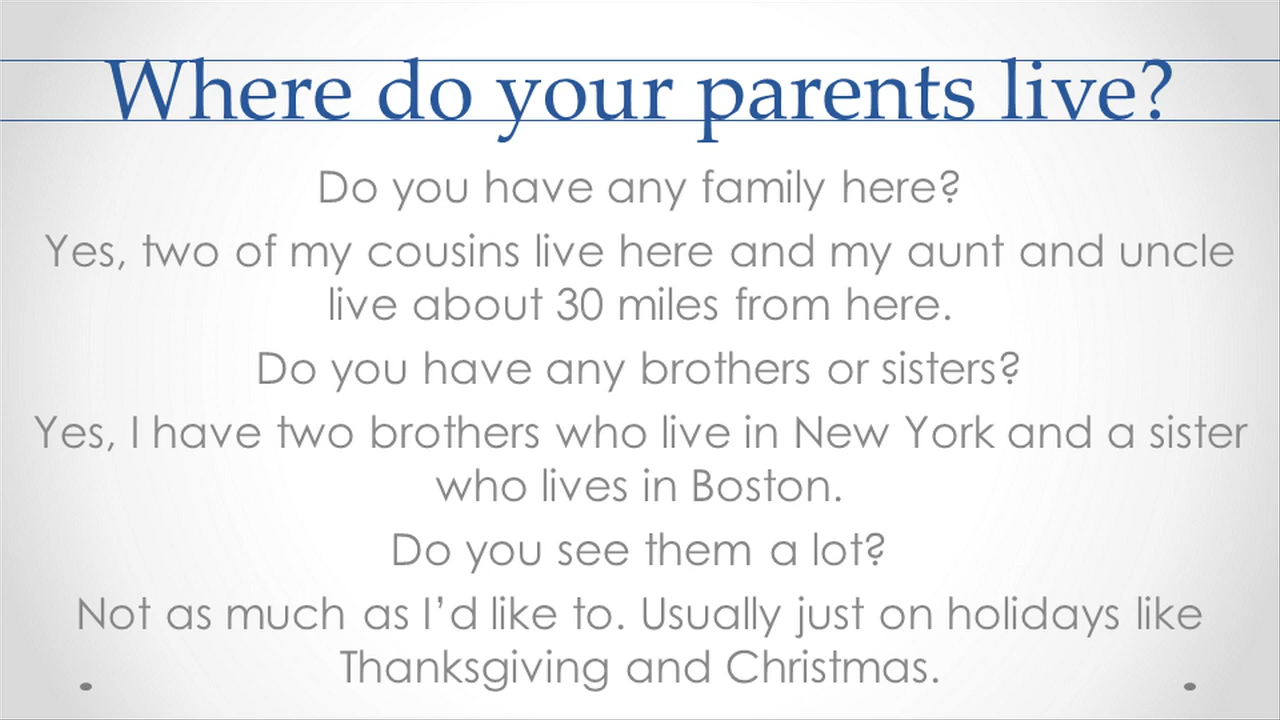 Where do your parents live?
Do you have any family here?
Yes, two of my cousins live here and my aunt and uncle
live about 30 miles from here.
Do you have any brothers or sisters?
Yes, I have two brothers who live in New York and a sister
who lives in Boston.
Do you see them a lot?
Not as much as I’d like to. Usually just on holidays like
Thanksgiving and Christmas.